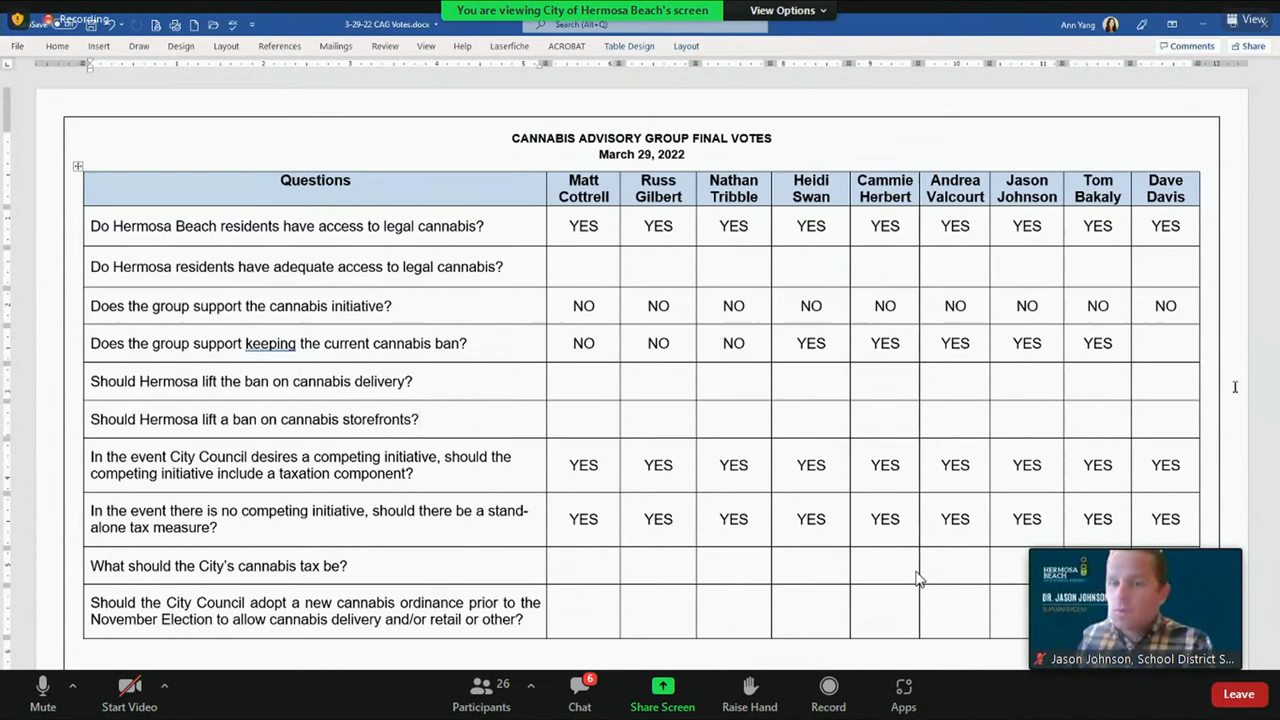 Recording
You are viewing City of Hermosa Beach's screen
View Options
View
3-29-22 CAG Votes.docx
Search (Alt+Q)
Ann Yang
File Home Insert Draw Design Layout References Mailings Review View Help Laserfiche ACROBAT Table Design Layout Comments Share
CANNABIS ADVISORY GROUP FINAL VOTES
March 29, 2022
Questions Matt Cottrell Russ Gilbert Nathan Tribble Heidi Swan Cammie Herbert Andrea Valcourt Jason Johnson Tom Bakaly Dave Davis
Do Hermosa Beach residents have access to legal cannabis? YES YES YES YES YES YES YES YES YES
Do Hermosa residents have adequate access to legal cannabis?
Does the group support the cannabis initiative? NO NO NO NO NO NO NO NO NO
Does the group support keeping the current cannabis ban? NO NO NO YES YES YES YES YES
Should Hermosa lift the ban on cannabis delivery?
Should Hermosa lift a ban on cannabis storefronts?
In the event City Council desires a competing initiative, should the
competing initiative include a taxation component? YES YES YES YES YES YES YES YES YES
In the event there is no competing initiative, should there be a stand-
alone tax measure? YES YES YES YES YES YES YES YES YES
What should the City's cannabis tax be?
Should the City Council adopt a new cannabis ordinance prior to the
November Election to allow cannabis delivery and/or retail or other?
HERMOSA
BEACH
DR. JASON JOHNSON
SUPERINTENDENT
Jason Johnson, School District S...
Mute Start Video Participants 26 Chat 6 Share Screen Raise Hand Record Apps Leave